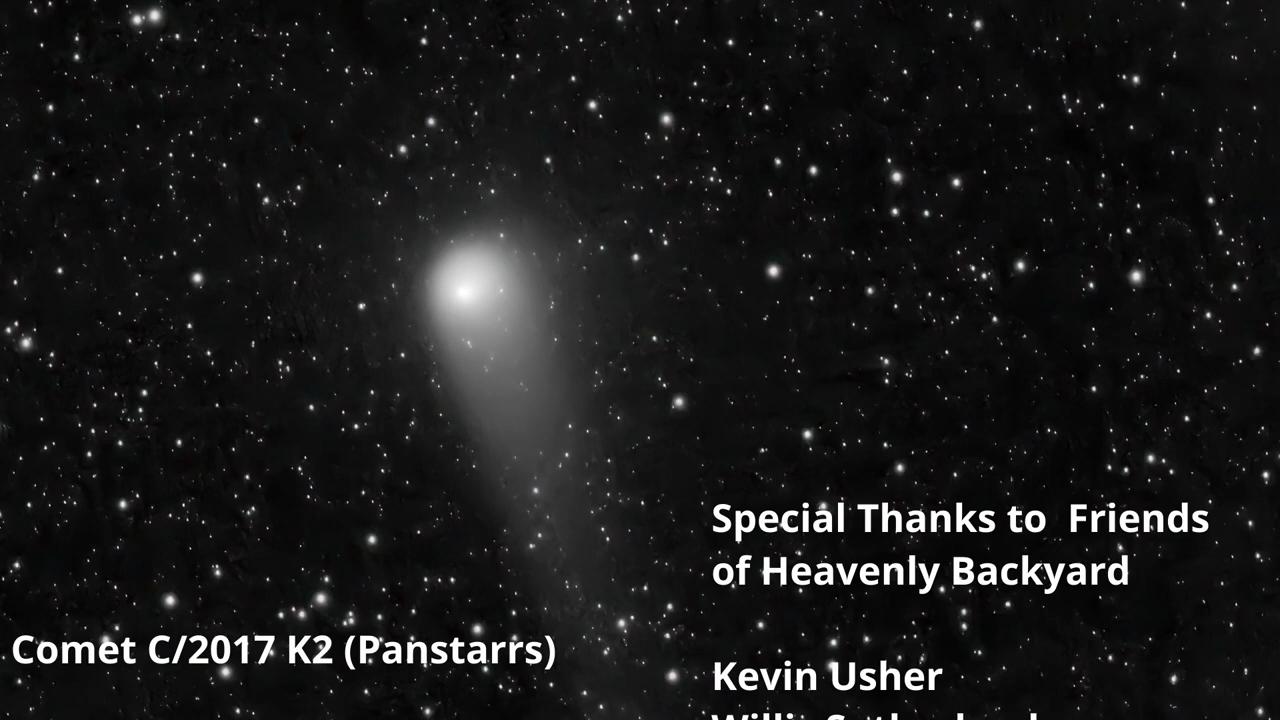 Special Thanks to  Friends
of Heavenly Backyard
Comet C/2017 K2 (Panstarrs)
Kevin Usher